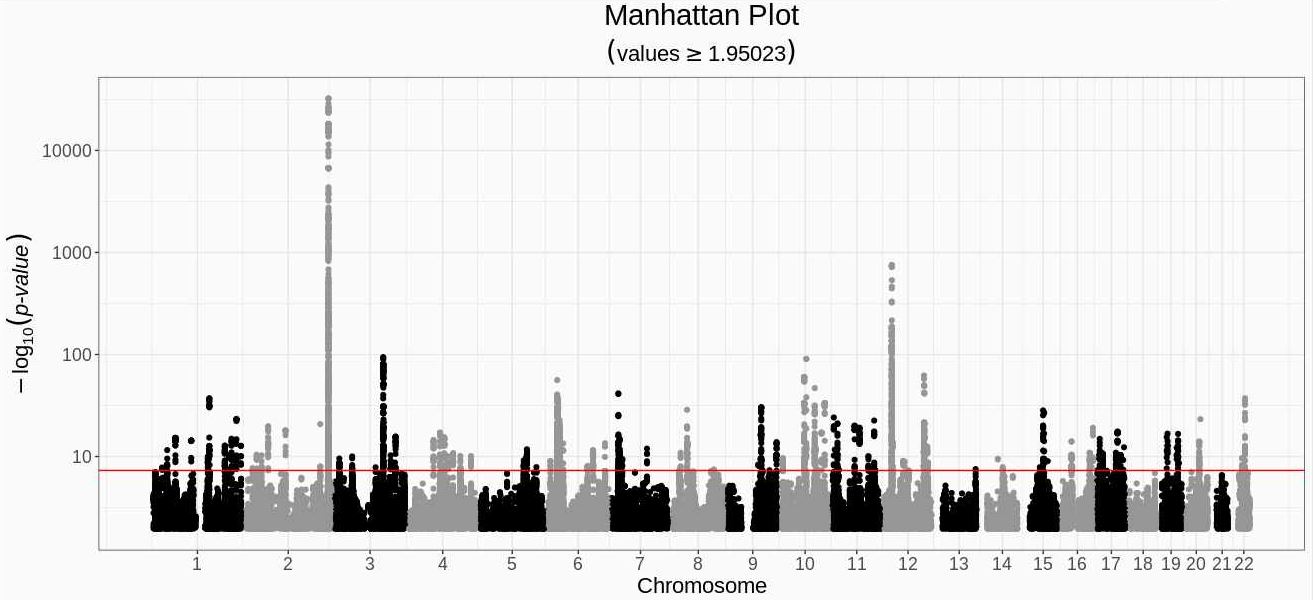 Manhattan Plot
(values ≥ 1.95023)
10000
1000
100
10
− log10(p-value)
1 2 3 4 5 6 7 8 9 10 11 12 13 14 15 16 17 18 19 20 21 22
Chromosome